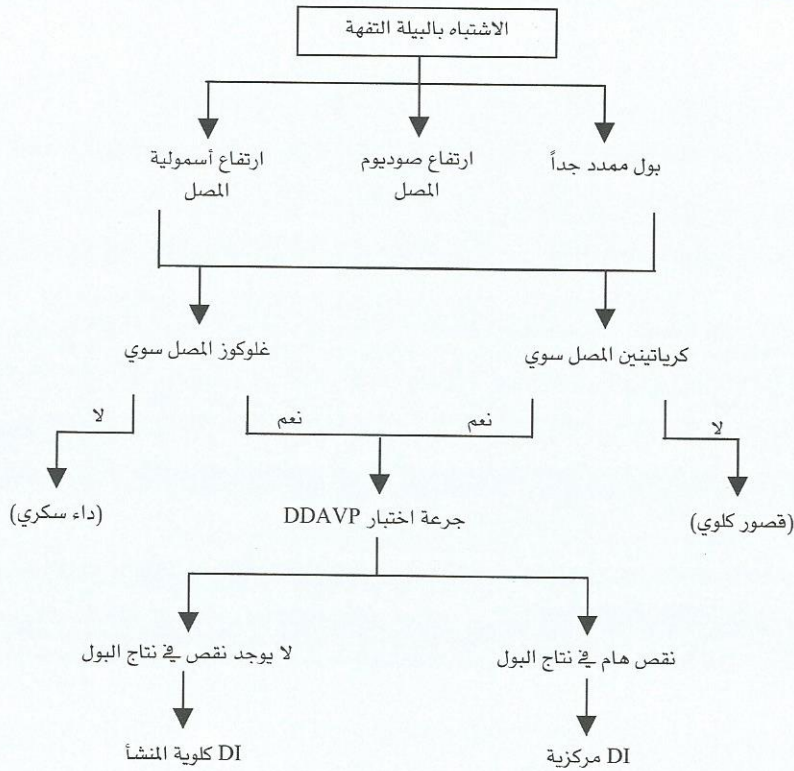 الاشتباه بالبيلة التفهة
بول ممدد جداً
ارتفاع صوديوم
المصل
ارتفاع أسمولية
المصل
كرياتينين المصل سوي
غلوكوز المصل سوي
لا
نعم
نعم
لا
(قصور كلوي)
جرعة اختبار DDAVP
(داء سكري)
نقص هام في نتاج البول
لا يوجد نقص في نتاج البول
DI مركزية
DI كلوية المنشأ